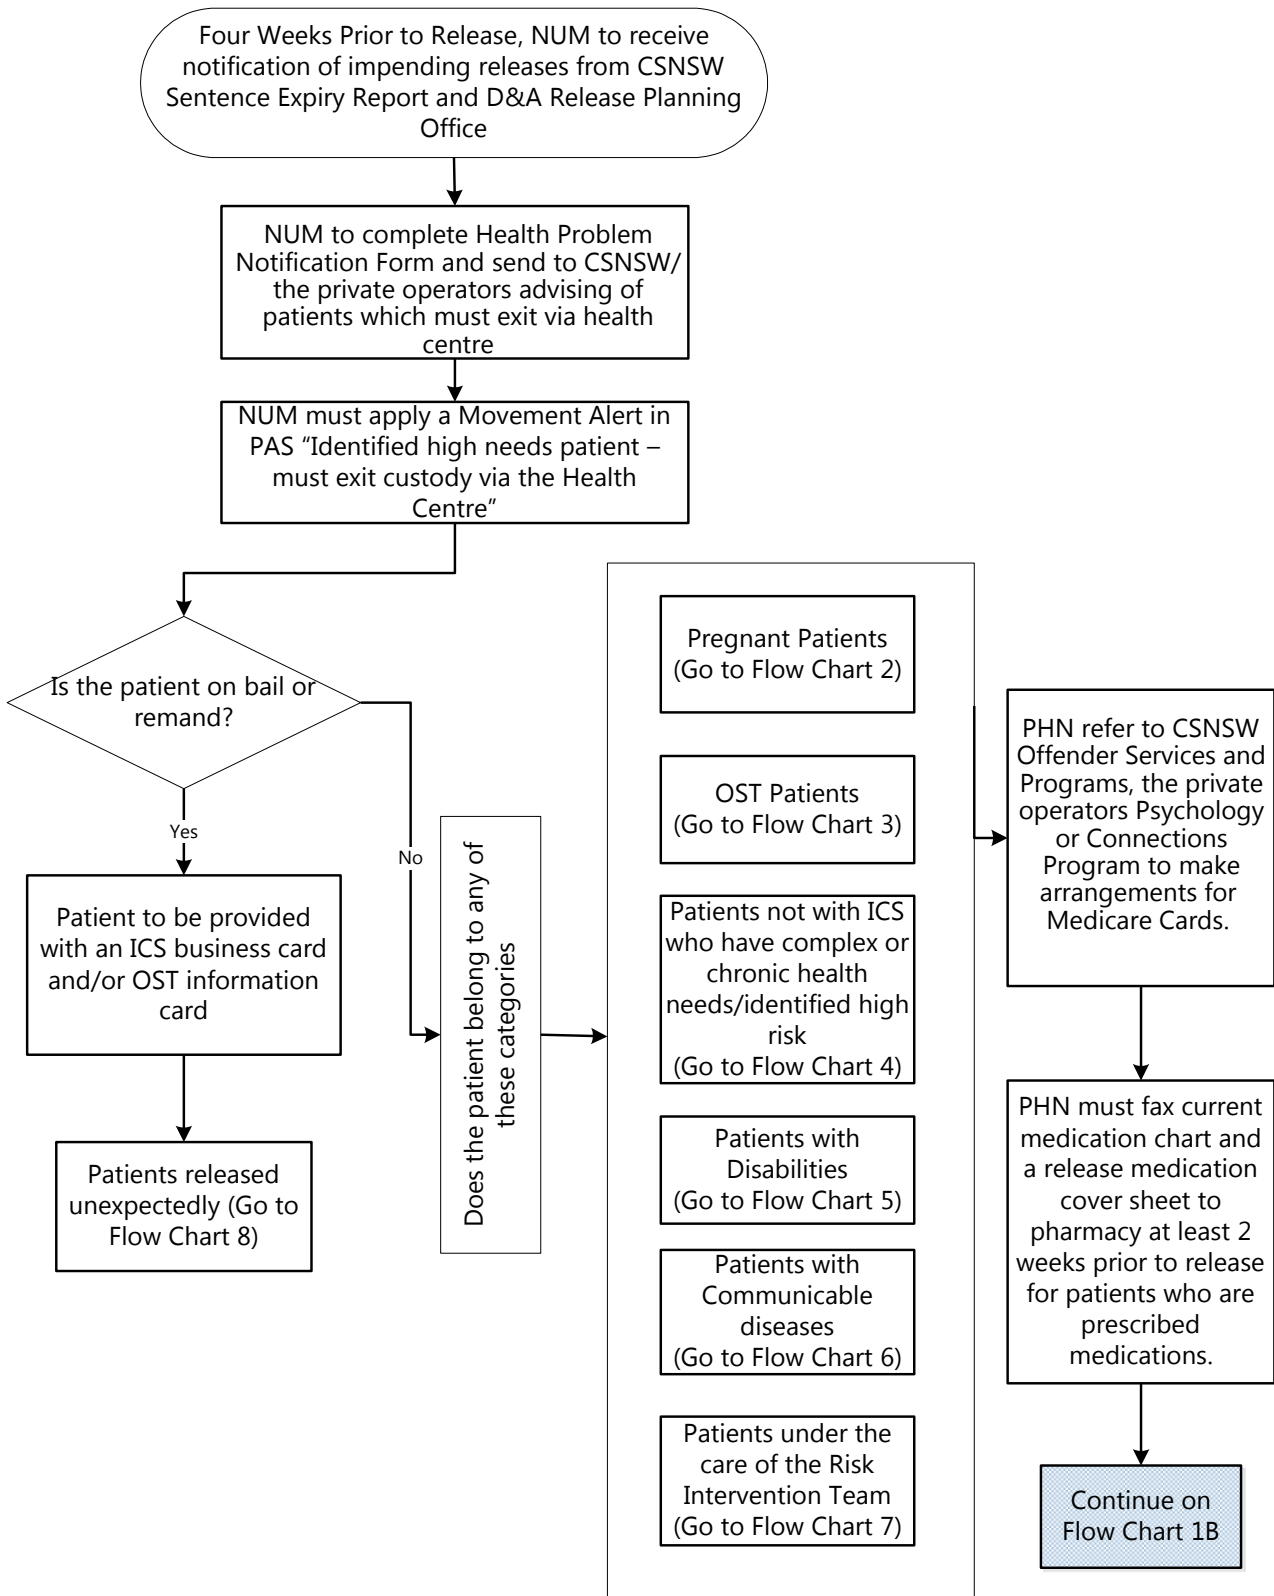 Four Weeks Prior to Release, NUM to receive
notification of impending releases from CSNSW
Sentence Expiry Report and D&A Release Planning
Office
NUM to complete Health Problem
Notification Form and send to CSNSW/
the private operators advising of
patients which must exit via health
centre
NUM must apply a Movement Alert in
PAS “Identified high needs patient –
must exit custody via the Health
Centre”
Is the patient on bail or
remand?
Yes
No
Patient to be provided
with an ICS business card
and/or OST information
card
Patients released
unexpectedly (Go to
Flow Chart 8)
Does the patient belong to any of
these categories
Pregnant Patients
(Go to Flow Chart 2)
OST Patients
(Go to Flow Chart 3)
Patients not with ICS
who have complex or
chronic health
needs/identified high
risk
(Go to Flow Chart 4)
Patients with
Disabilities
(Go to Flow Chart 5)
Patients with
Communicable
diseases
(Go to Flow Chart 6)
Patients under the
care of the Risk
Intervention Team
(Go to Flow Chart 7)
PHN refer to CSNSW
Offender Services and
Programs, the private
operators Psychology
or Connections
Program to make
arrangements for
Medicare Cards.
PHN must fax current
medication chart and
a release medication
cover sheet to
pharmacy at least 2
weeks prior to release
for patients who are
prescribed
medications.
Continue on
Flow Chart 1B